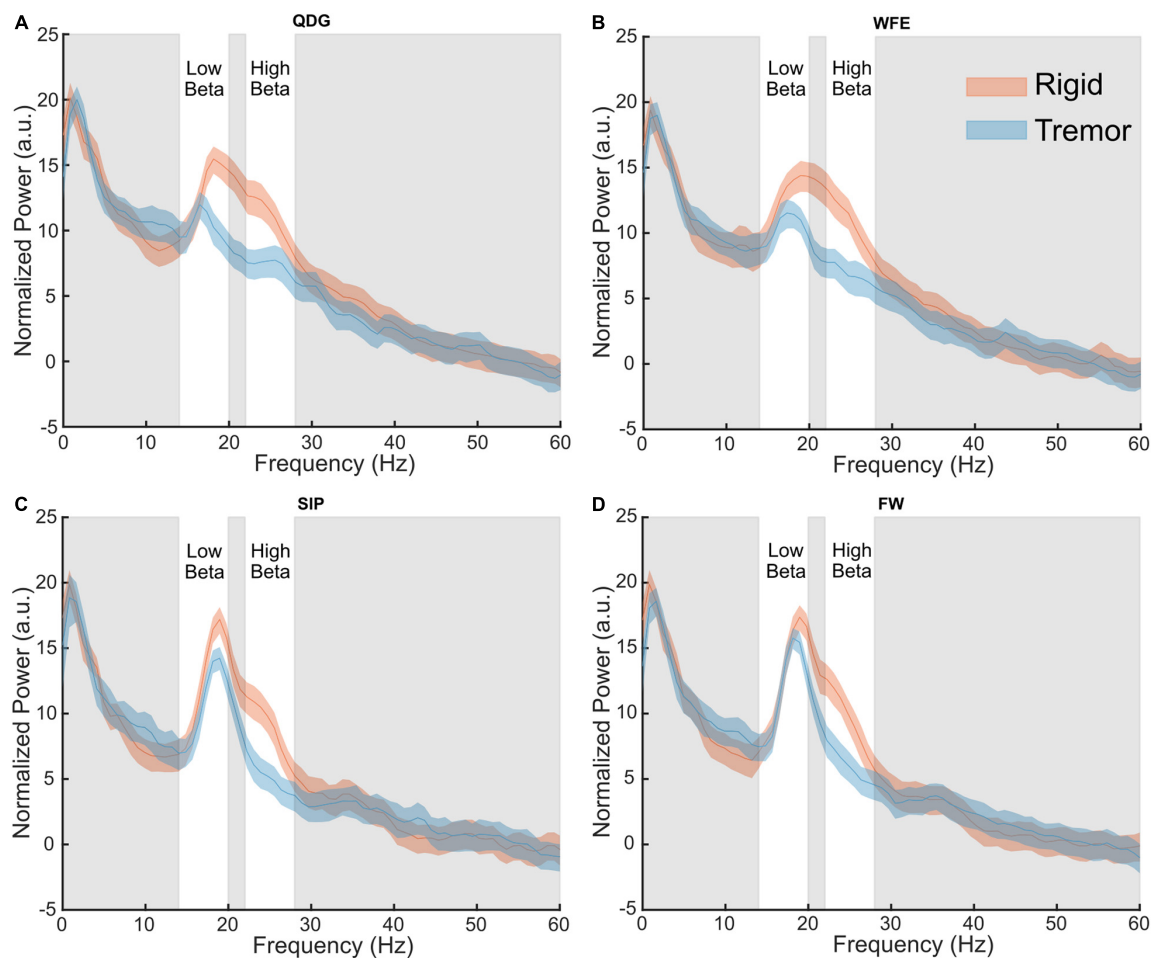 A
QDG
25
20
15
10
5
0
-5
Normalized Power (a.u.)
Low
Beta
High
Beta
0 10 20 30 40 50 60
Frequency (Hz)
B
WFE
25
20
15
10
5
0
-5
Normalized Power (a.u.)
Low
Beta
High
Beta
Rigid
Tremor
0 10 20 30 40 50 60
Frequency (Hz)
C
SIP
25
20
15
10
5
0
-5
Normalized Power (a.u.)
Low
Beta
High
Beta
0 10 20 30 40 50 60
Frequency (Hz)
D
FW
25
20
15
10
5
0
-5
Normalized Power (a.u.)
Low
Beta
High
Beta
0 10 20 30 40 50 60
Frequency (Hz)